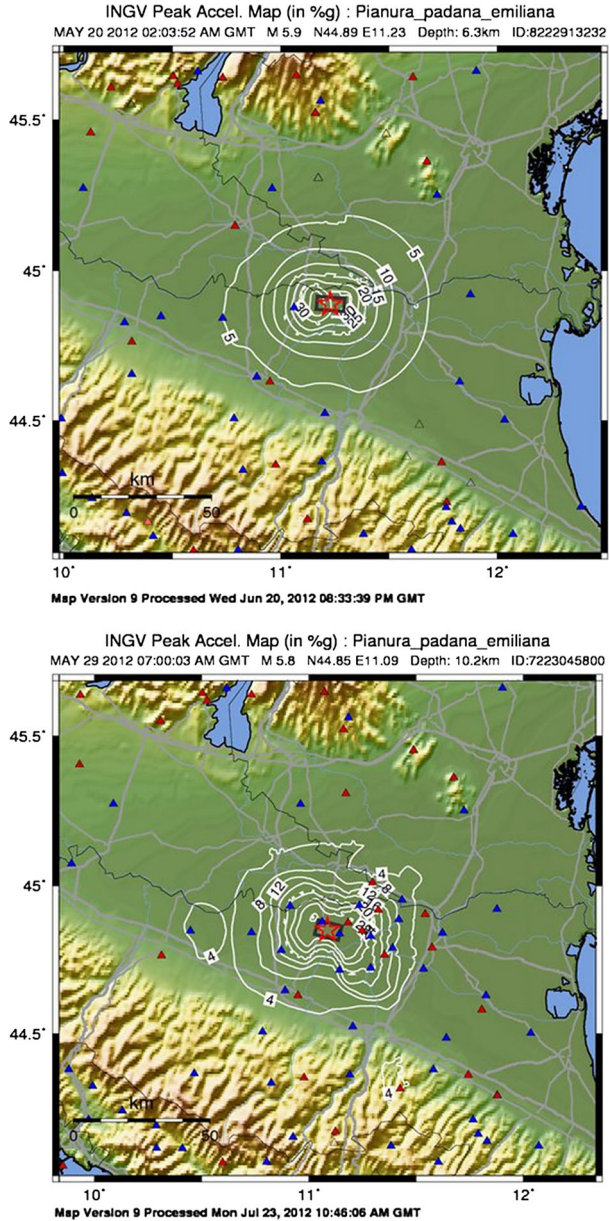 INGV Peak Accel. Map (in %g) : Pianura_padana_emiliana
MAY 20 2012 02:03:52 AM GMT M 5.9 N44.89 E11.23 Depth: 6.3km ID:8222913232
45.5°
45°
44.5°
5
10
15
20
30
5
km
0 50
10° 11° 12°
Map Version 9 Processed Wed Jun 20, 2012 08:33:39 PM GMT
INGV Peak Accel. Map (in %g) : Pianura_padana_emiliana
MAY 29 2012 07:00:03 AM GMT M 5.8 N44.85 E11.09 Depth: 10.2km ID:7223045800
45.5°
45°
44.5°
4
8
12
8
12
4
4
4
km
0 50
10° 11° 12°
Map Version 9 Processed Mon Jul 23, 2012 10:46:06 AM GMT